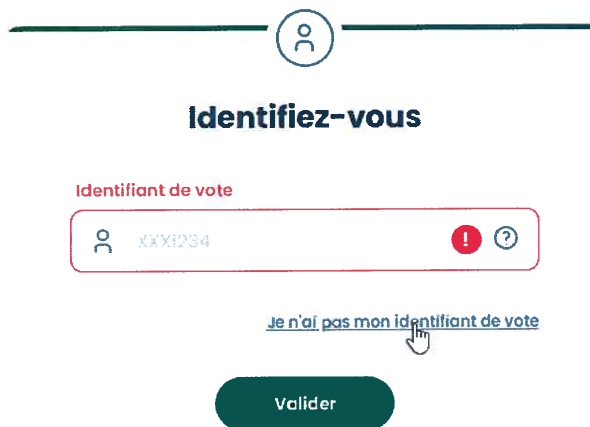 Identifiez-vous
Identifiant de vote
XXX1234
Je n'ai pas mon identifiant de vote
Valider